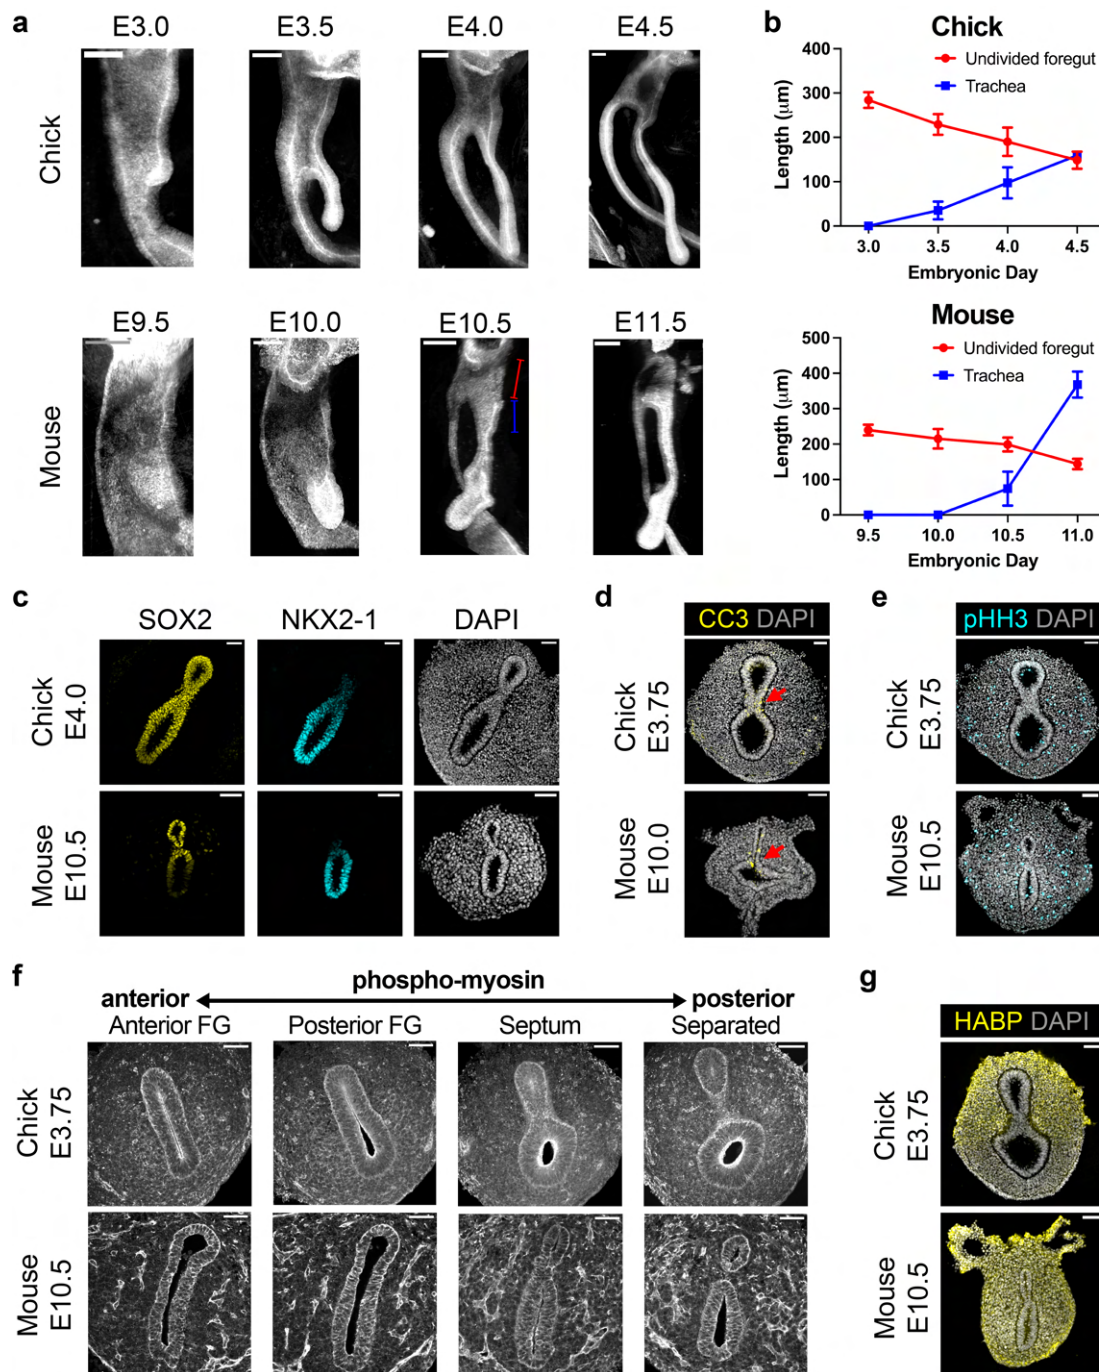 a
E3.0
E3.5
E4.0
E4.5
Chick
E9.5
E10.0
E10.5
E11.5
Mouse
b
Chick
400
300
200
100
0
Length (μm)
Undivided foregut
Trachea
3.0
3.5
4.0
4.5
Embryonic Day
Mouse
500
400
300
200
100
0
Length (μm)
Undivided foregut
Trachea
9.5
10.0
10.5
11.0
Embryonic Day
c
SOX2
NKX2-1
DAPI
Chick
E4.0
Mouse
E10.5
d
CC3 DAPI
Chick
E3.75
Mouse
E10.0
e
pHH3 DAPI
Chick
E3.75
Mouse
E10.5
f
phospho-myosin
anterior
posterior
Anterior FG
Posterior FG
Septum
Separated
Chick
E3.75
Mouse
E10.5
g
HABP DAPI
Chick
E3.75
Mouse
E10.5